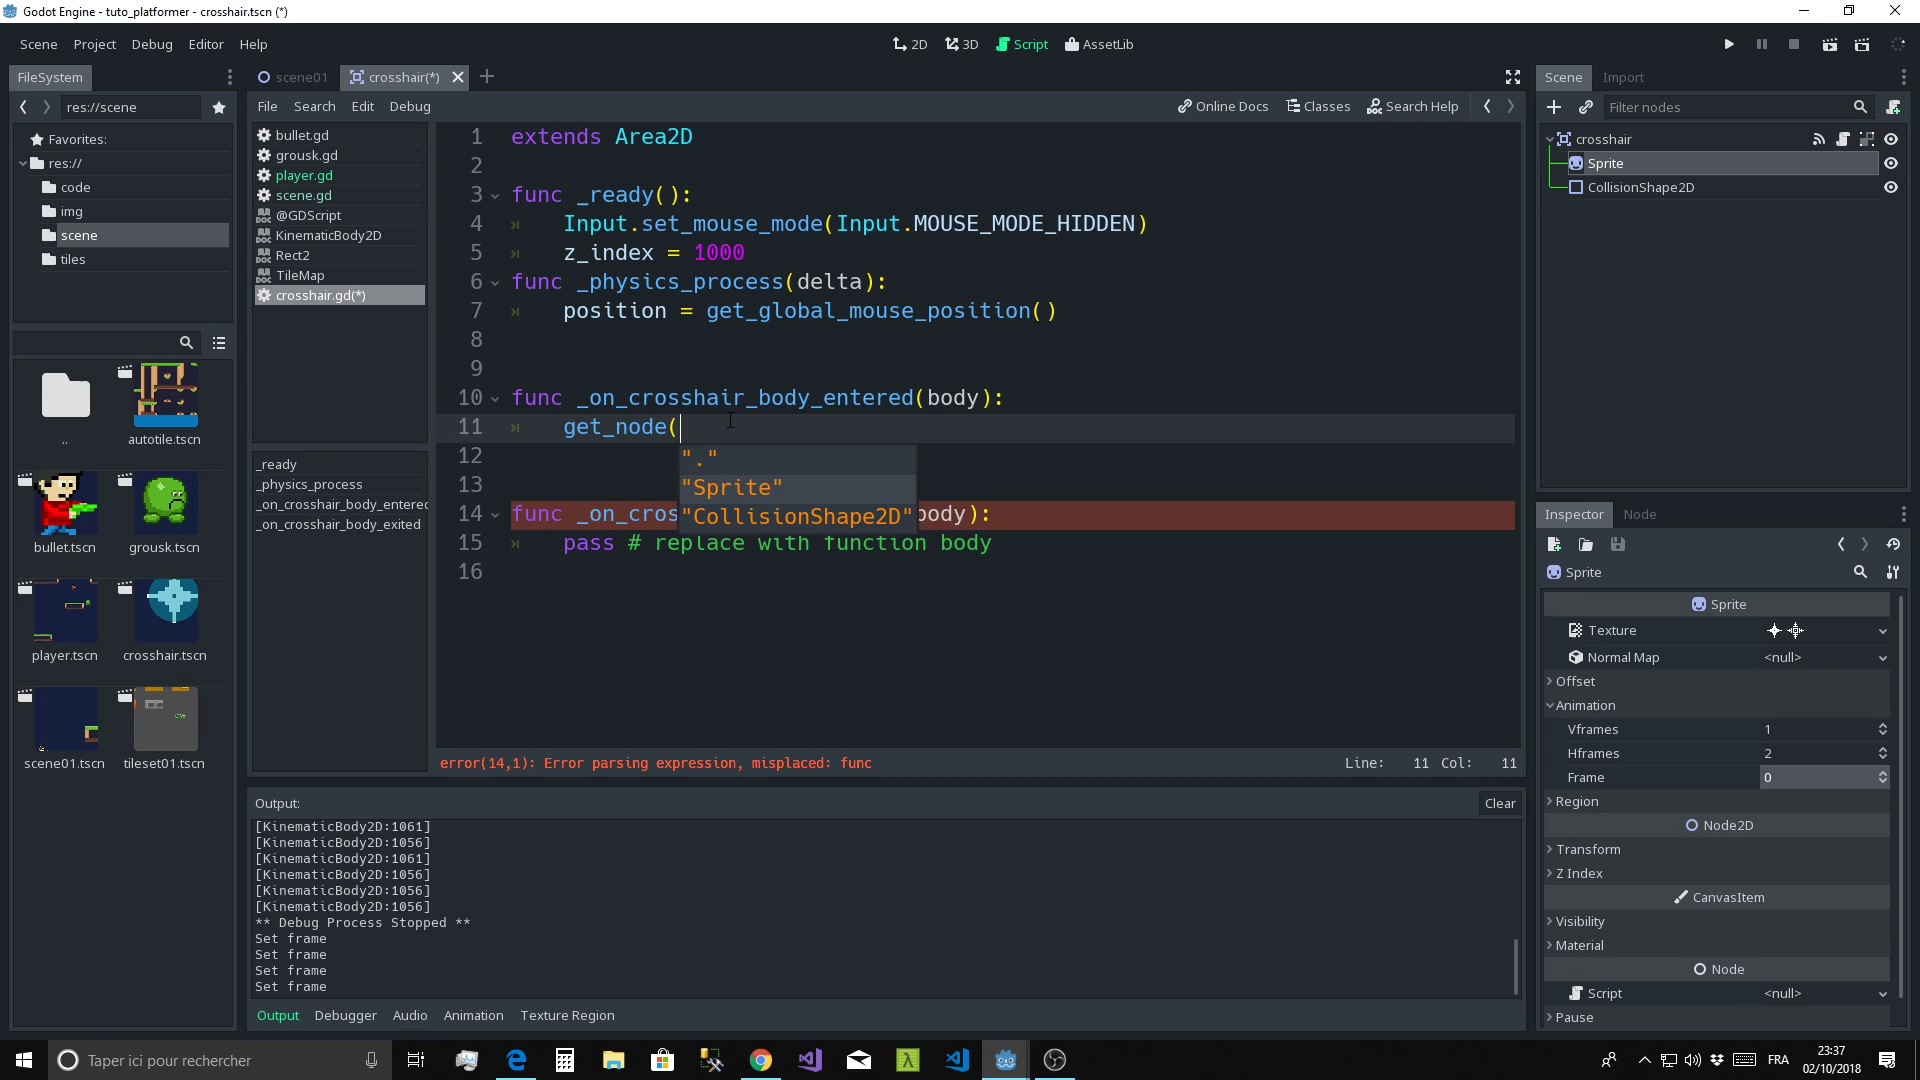 Godot Engine - tuto_platformer - crosshair.tscn (*)
Scene Project Debug Editor Help
2D 3D Script AssetLib
FileSystem
scene01 crosshair(*)
Scene Import
res://scene
File Search Edit Debug
Online Docs Classes Search Help
Filter nodes
Favorites:
res://
code
img
scene
tiles
..
autotile.tscn
bullet.tscn
grousk.tscn
player.tscn
crosshair.tscn
scene01.tscn
tileset01.tscn
bullet.gd
grousk.gd
player.gd
scene.gd
@GDScript
KinematicBody2D
Rect2
TileMap
crosshair.gd(*)
_ready
_physics_process
_on_crosshair_body_entered
_on_crosshair_body_exited
1 extends Area2D
2
3 func _ready():
4 Input.set_mouse_mode(Input.MOUSE_MODE_HIDDEN)
5 z_index = 1000
6 func _physics_process(delta):
7 position = get_global_mouse_position()
8
9
10 func _on_crosshair_body_entered(body):
11 get_node(
12
"."
13
"Sprite"
14 func _on_cros
"CollisionShape2D"
body):
15 pass # replace with function body
16
error(14,1): Error parsing expression, misplaced: func
Line: 11 Col: 11
Output:
Clear
[KinematicBody2D:1061]
[KinematicBody2D:1056]
[KinematicBody2D:1061]
[KinematicBody2D:1056]
[KinematicBody2D:1056]
[KinematicBody2D:1056]
** Debug Process Stopped **
Set frame
Set frame
Set frame
Set frame
Output Debugger Audio Animation Texture Region
crosshair
Sprite
CollisionShape2D
Inspector Node
Sprite
Sprite
Texture
Normal Map <null>
Offset
Animation
Vframes 1
Hframes 2
Frame 0
Region
Node2D
Transform
Z Index
CanvasItem
Visibility
Material
Node
Script <null>
Pause
Taper ici pour rechercher
FRA
23:37
02/10/2018